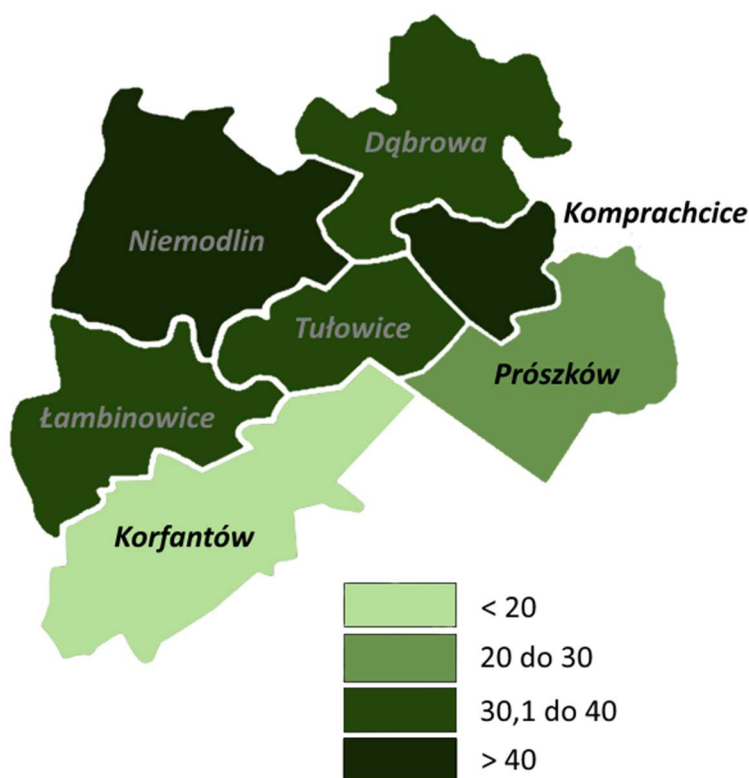 Dąbrowa
Komprachcice
Niemodlin
Tułowice
Prószków
Łambinowice
Korfantów
< 20
20 do 30
30,1 do 40
> 40